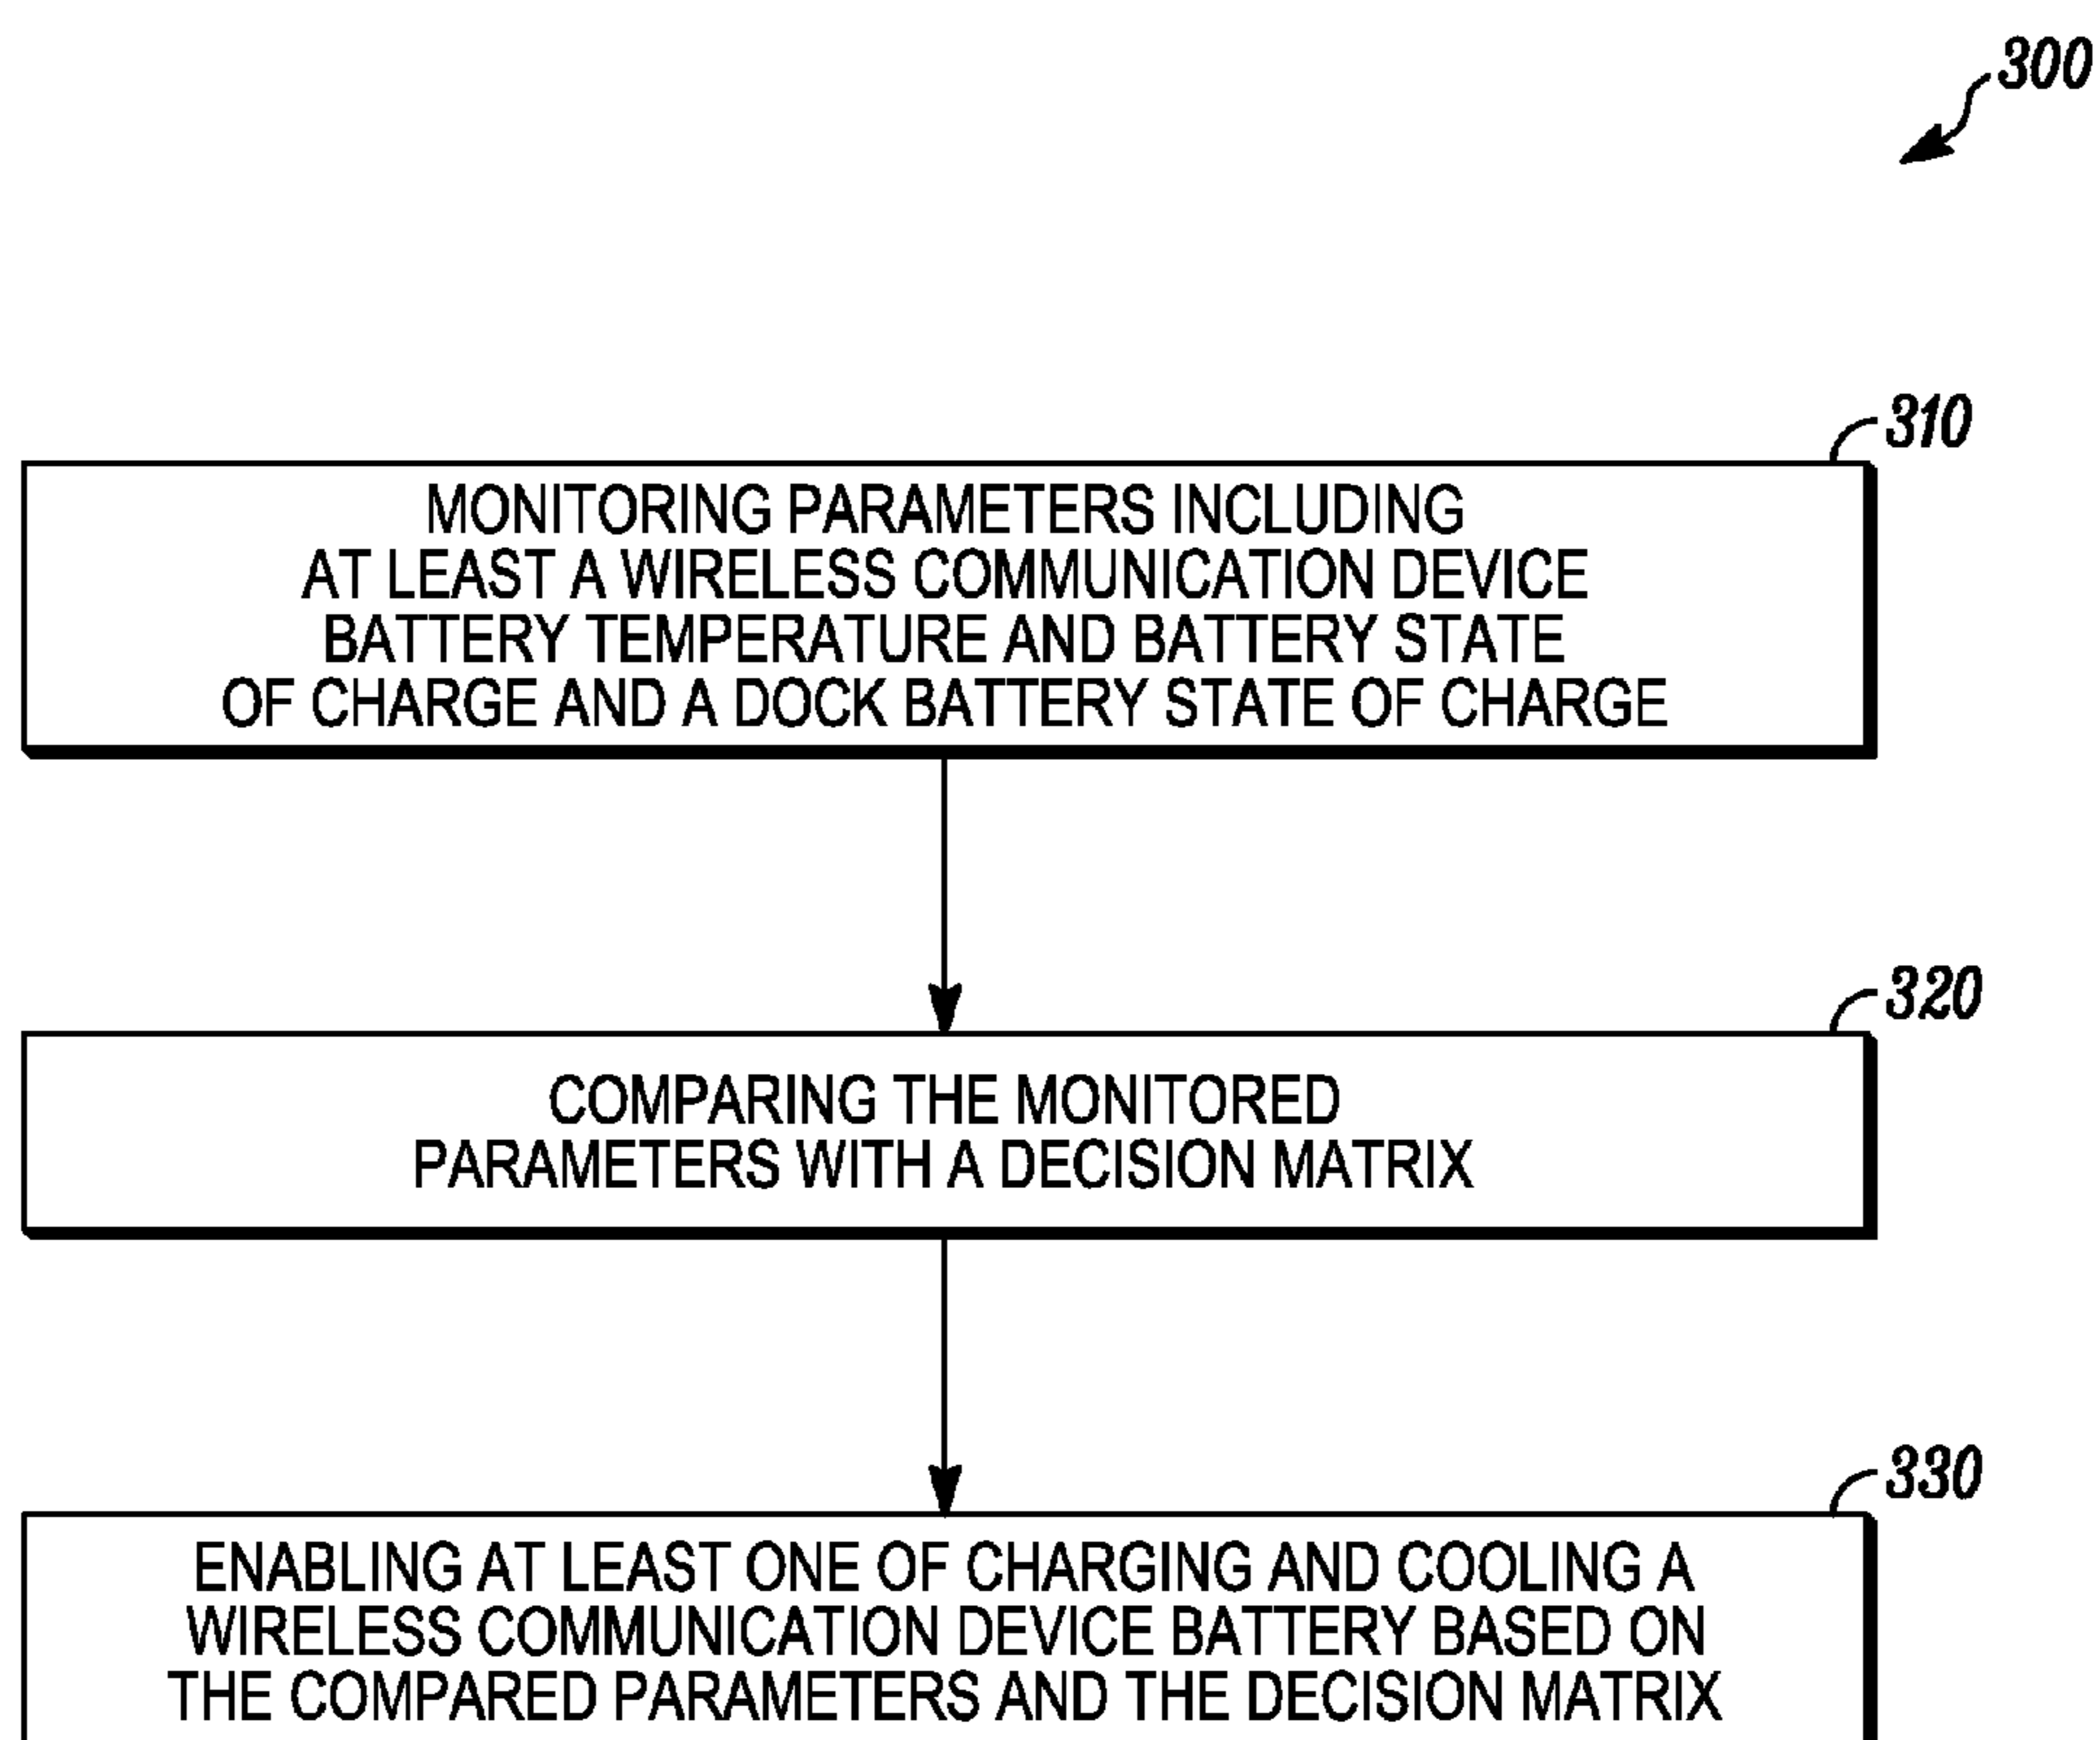 300
310
MONITORING PARAMETERS INCLUDING
AT LEAST A WIRELESS COMMUNICATION DEVICE
BATTERY TEMPERATURE AND BATTERY STATE
OF CHARGE AND A DOCK BATTERY STATE OF CHARGE
320
COMPARING THE MONITORED
PARAMETERS WITH A DECISION MATRIX
330
ENABLING AT LEAST ONE OF CHARGING AND COOLING A
WIRELESS COMMUNICATION DEVICE BATTERY BASED ON
THE COMPARED PARAMETERS AND THE DECISION MATRIX